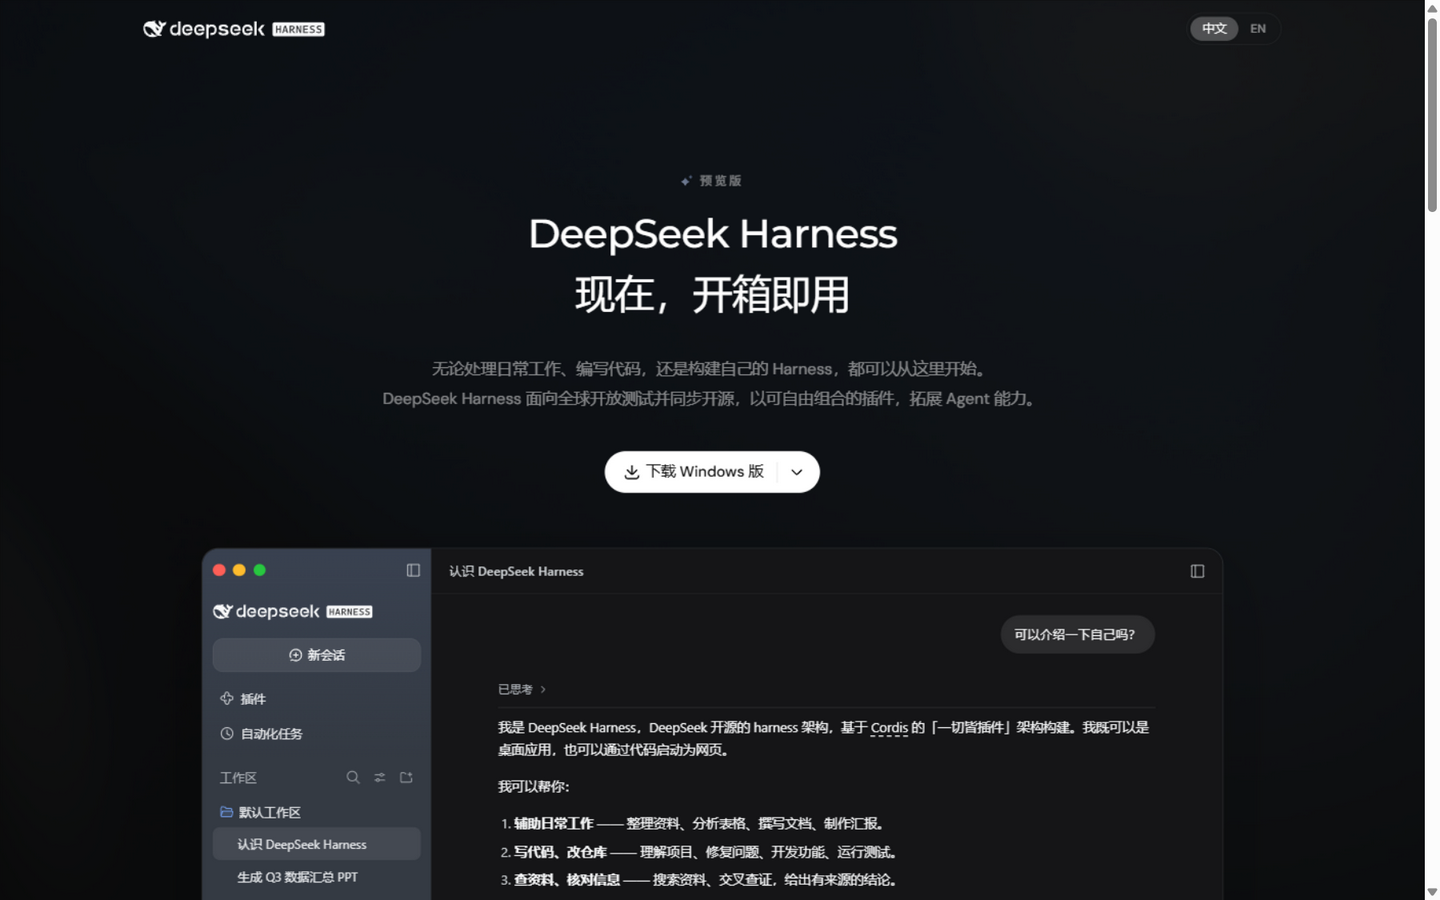 deepseek HARNESS
中文 EN
预览版
DeepSeek Harness
现在，开箱即用
无论处理日常工作、编写代码，还是构建自己的 Harness，都可以从这里开始。
DeepSeek Harness 面向全球开放测试并同步开源，以可自由组合的插件，拓展 Agent 能力。
下载 Windows 版
认识 DeepSeek Harness
deepseek HARNESS
新会话
插件
自动化任务
工作区
默认工作区
认识 DeepSeek Harness
生成 Q3 数据汇总 PPT
可以介绍一下自己吗？
已思考
我是 DeepSeek Harness，DeepSeek 开源的 harness 架构，基于 Cordis 的「一切皆插件」架构构建。我既可以是
桌面应用，也可以通过代码启动为网页。
我可以帮你：
1. 辅助日常工作 —— 整理资料、分析表格、撰写文档、制作汇报。
2. 写代码、改仓库 —— 理解项目、修复问题、开发功能、运行测试。
3. 查资料、核对信息 —— 搜索资料、交叉查证，给出有来源的结论。